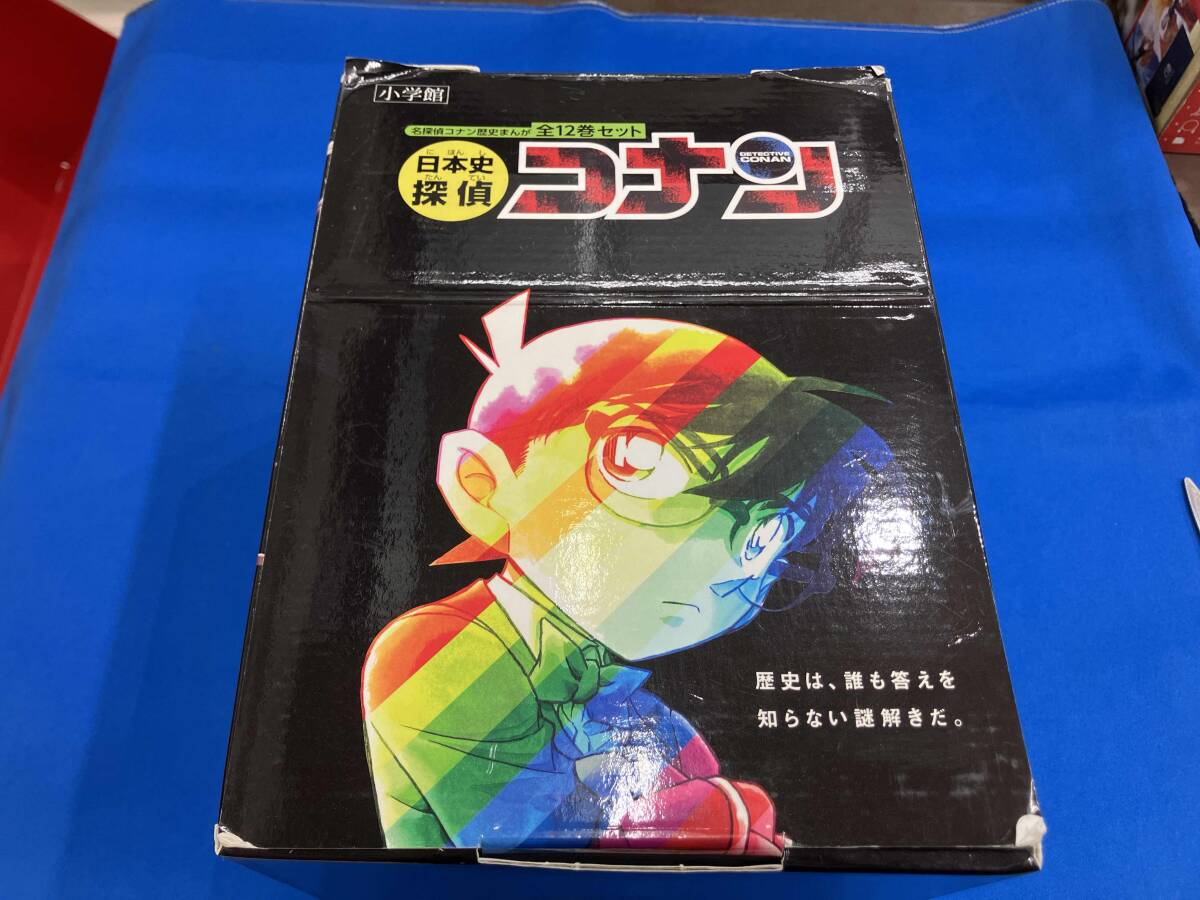 小学館
名探偵コナン歴史まんが 全12巻セット
にほんし
日本史
たんてい
探偵
コナン
DETECTIVE
CONAN
歴史は、誰も答えを
知らない謎解きだ。